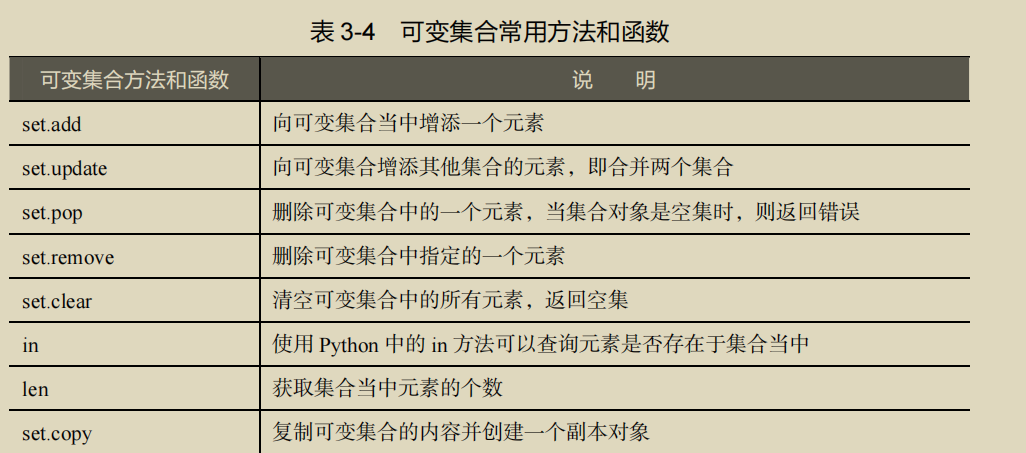 表 3-4 可变集合常用方法和函数
可变集合方法和函数 说 明
set.add 向可变集合当中增添一个元素
set.update 向可变集合增添其他集合的元素，即合并两个集合
set.pop 删除可变集合中的一个元素，当集合对象是空集时，则返回错误
set.remove 删除可变集合中指定的一个元素
set.clear 清空可变集合中的所有元素，返回空集
in 使用 Python 中的 in 方法可以查询元素是否存在于集合当中
len 获取集合当中元素的个数
set.copy 复制可变集合的内容并创建一个副本对象